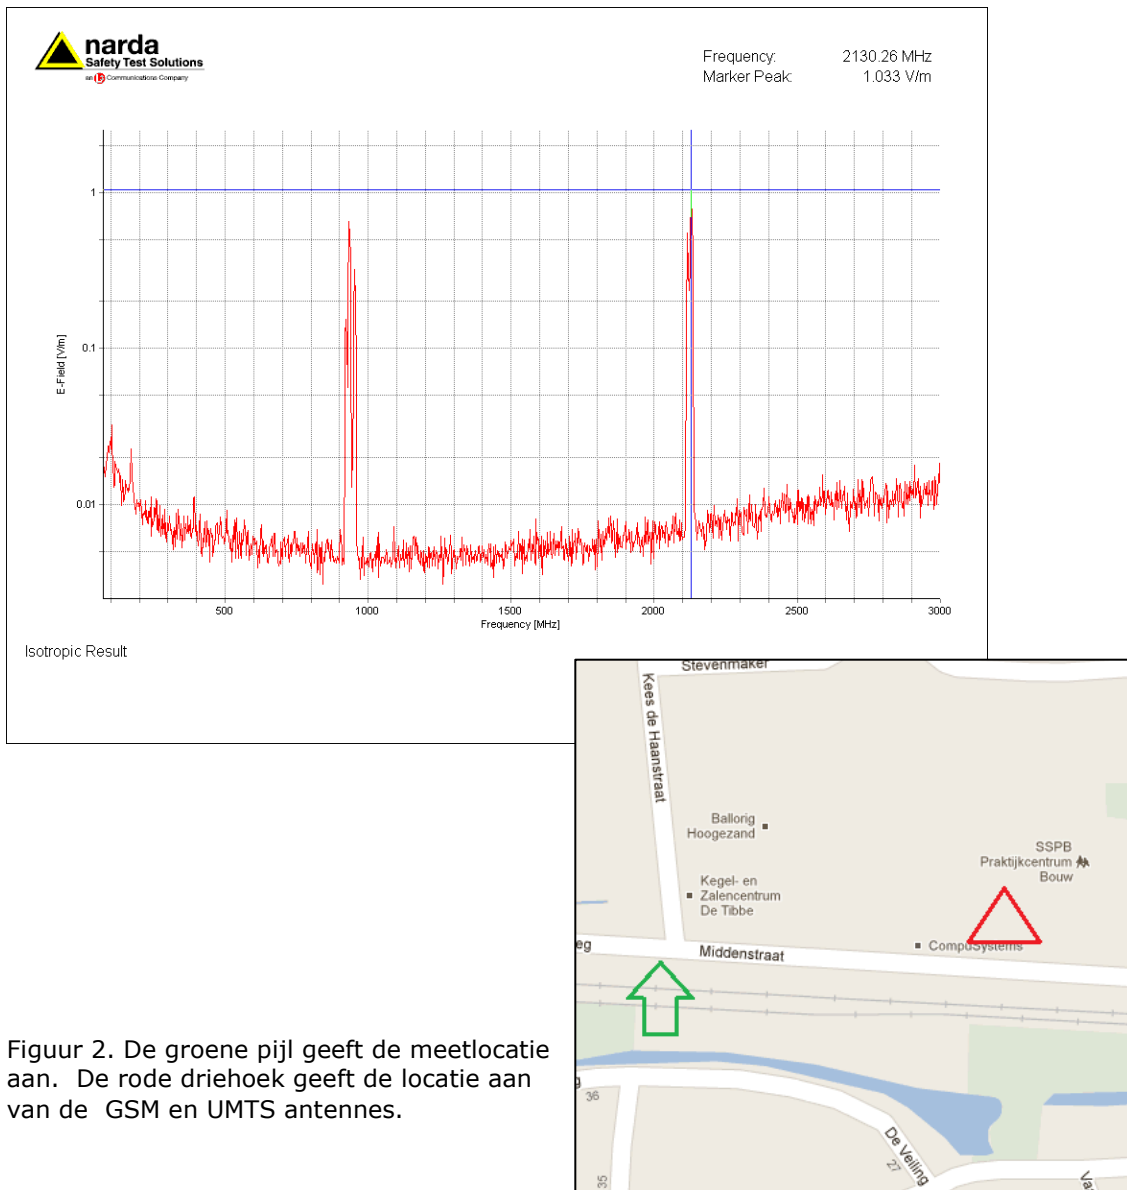 narda
Safety Test Solutions
an L3 Communications Company
Frequency: 2130.26 MHz
Marker Peak: 1.033 V/m
1
0.1
0.01
E-Field [V/m]
500 1000 1500 2000 2500 3000
Frequency [MHz]
Isotropic Result
Stevenmaker
Kees de Haanstraat
Ballorig
Hoogezand
SSPB
Praktijkcentrum
Bouw
Kegel- en
Zalencentrum
De Tibbe
CompuSystems
eg
Middenstraat
36
35
De Veiling
27
Va
Figuur 2. De groene pijl geeft de meetlocatie
aan. De rode driehoek geeft de locatie aan
van de GSM en UMTS antennes.